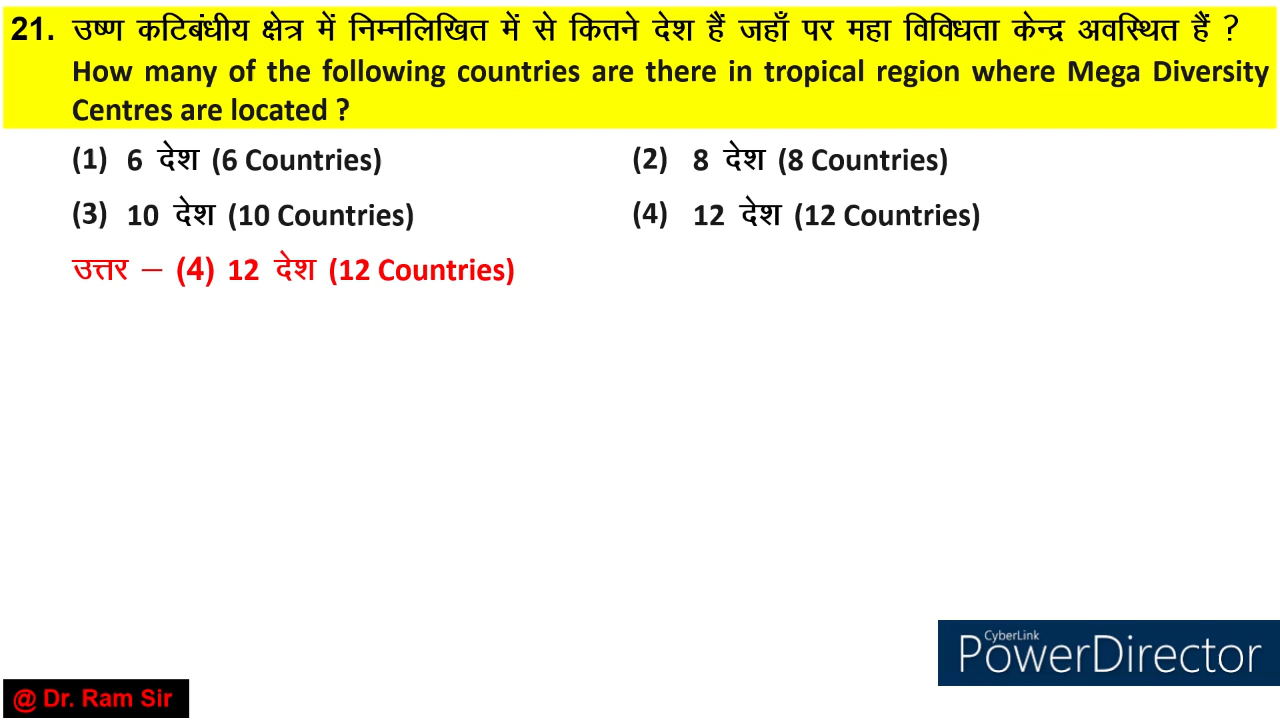 21. उष्ण कटिबंधीय क्षेत्र में निम्नलिखित में से कितने देश हैं जहाँ पर महा विविधता केन्द्र अवस्थित हैं ?
How many of the following countries are there in tropical region where Mega Diversity
Centres are located ?
(1) 6 देश (6 Countries) (2) 8 देश (8 Countries)
(3) 10 देश (10 Countries) (4) 12 देश (12 Countries)
उत्तर – (4) 12 देश (12 Countries)
CyberLink
PowerDirector
@ Dr. Ram Sir